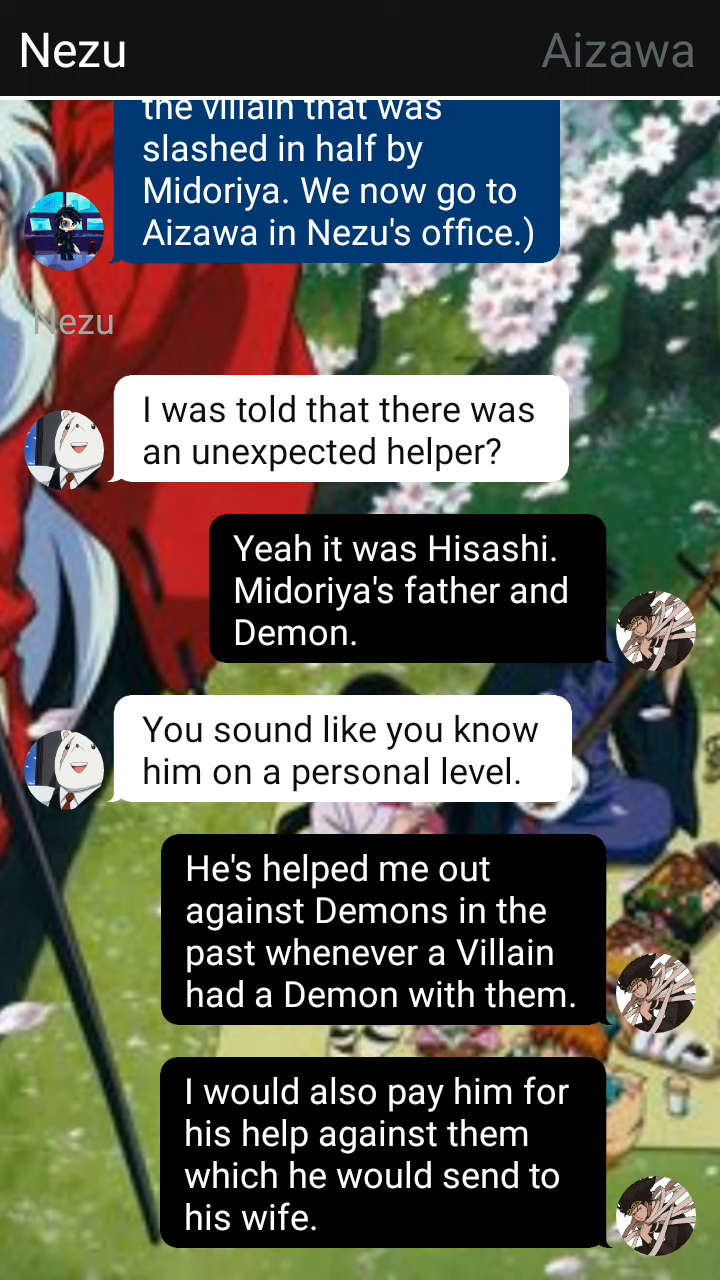 Nezu
Aizawa
the villain that was
slashed in half by
Midoriya. We now go to
Aizawa in Nezu's office.)
Nezu
I was told that there was
an unexpected helper?
Yeah it was Hisashi.
Midoriya's father and
Demon.
You sound like you know
him on a personal level.
He's helped me out
against Demons in the
past whenever a Villain
had a Demon with them.
I would also pay him for
his help against them
which he would send to
his wife.